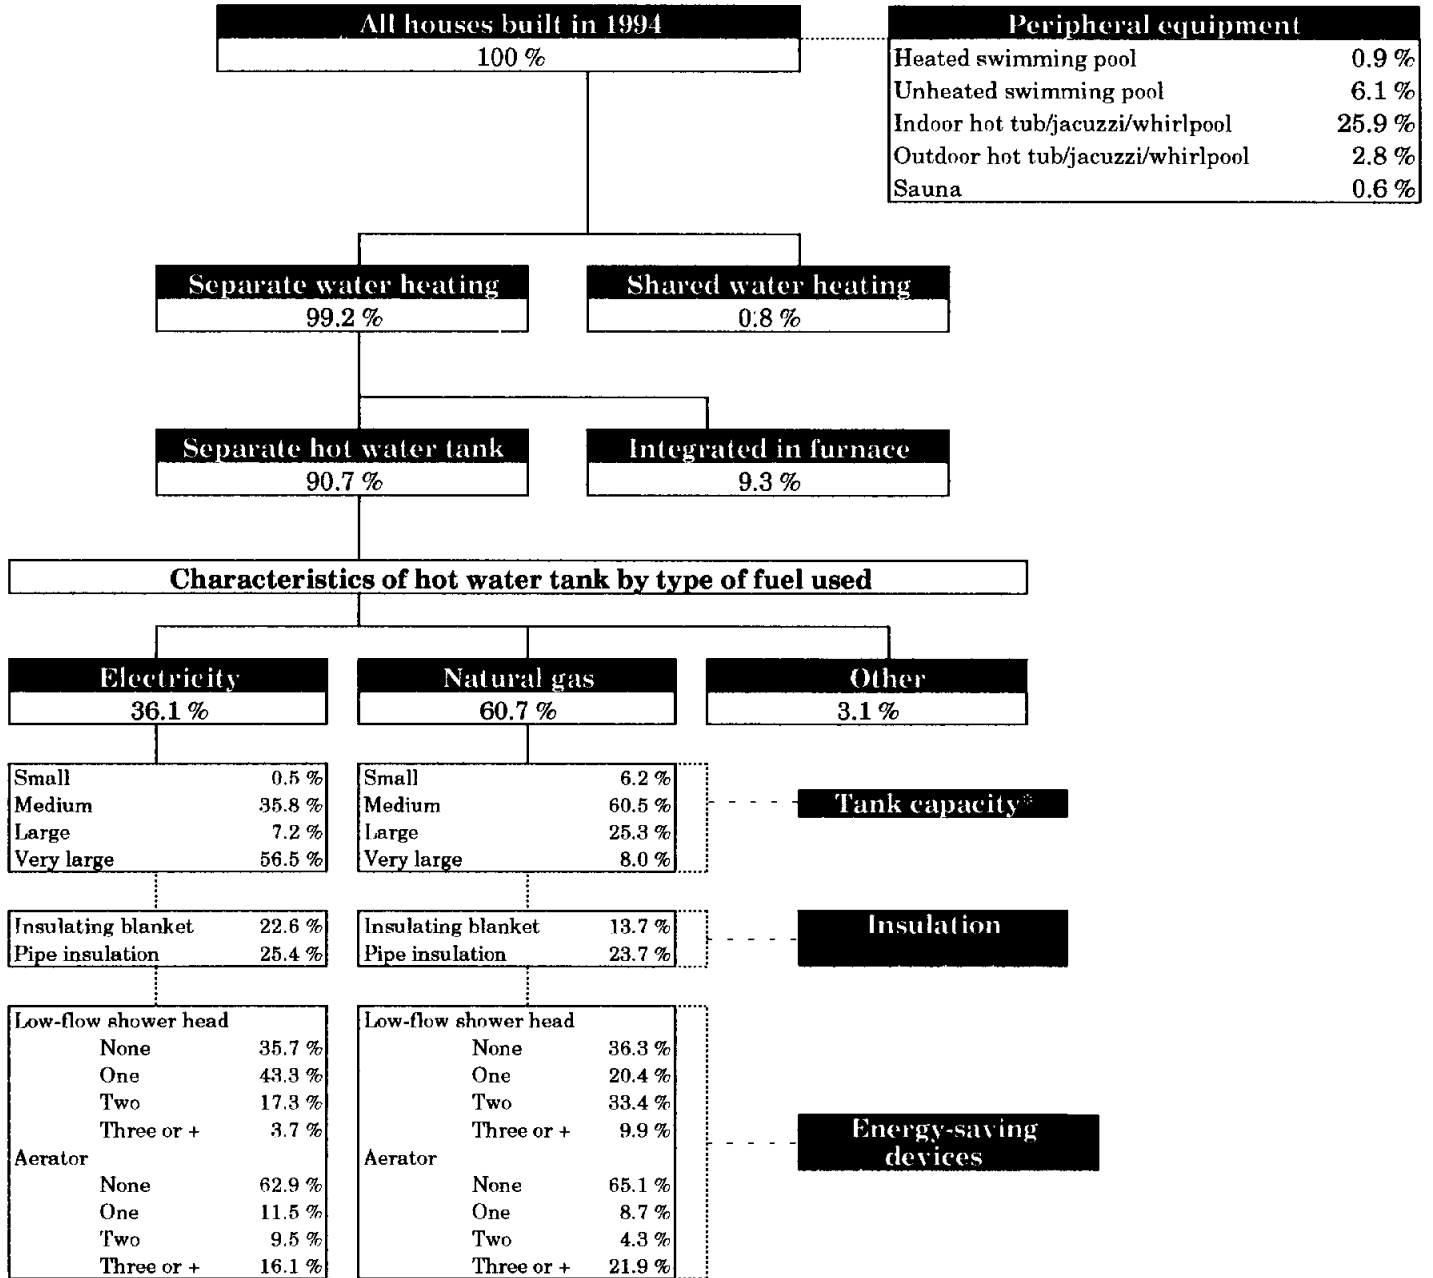 All houses built in 1994
100 %
Peripheral equipment
Heated swimming pool 0.9 %
Unheated swimming pool 6.1 %
Indoor hot tub/jacuzzi/whirlpool 25.9 %
Outdoor hot tub/jacuzzi/whirlpool 2.8 %
Sauna 0.6 %
Separate water heating
99.2 %
Shared water heating
0.8 %
Separate hot water tank
90.7 %
Integrated in furnace
9.3 %
Characteristics of hot water tank by type of fuel used
Electricity
36.1 %
Natural gas
60.7 %
Other
3.1 %
Small 0.5 %
Medium 35.8 %
Large 7.2 %
Very large 56.5 %
Small 6.2 %
Medium 60.5 %
Large 25.3 %
Very large 8.0 %
Tank capacity*
Insulating blanket 22.6 %
Pipe insulation 25.4 %
Insulating blanket 13.7 %
Pipe insulation 23.7 %
Insulation
Low-flow shower head
None 35.7 %
One 43.3 %
Two 17.3 %
Three or + 3.7 %
Aerator
None 62.9 %
One 11.5 %
Two 9.5 %
Three or + 16.1 %
Low-flow shower head
None 36.3 %
One 20.4 %
Two 33.4 %
Three or + 9.9 %
Aerator
None 65.1 %
One 8.7 %
Two 4.3 %
Three or + 21.9 %
Energy-saving
devices